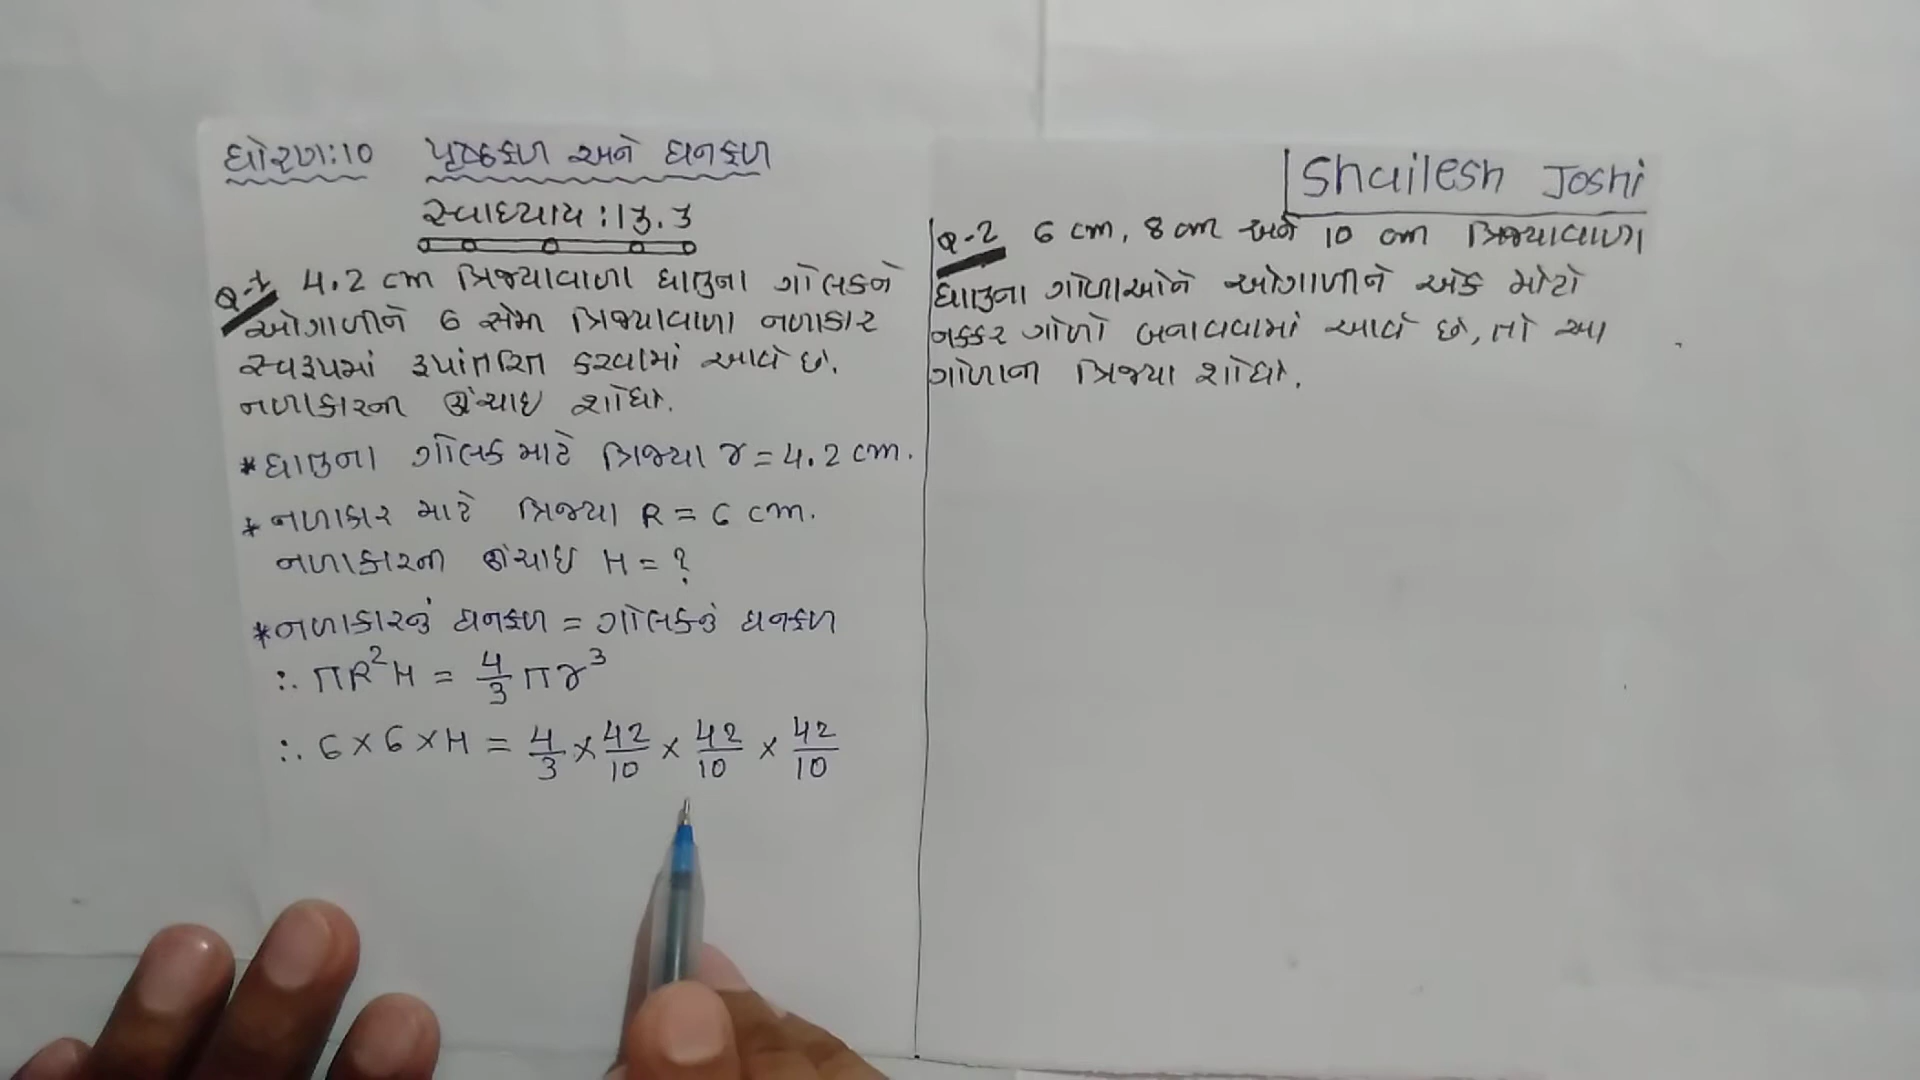 ધોરણ:10 પૃષ્ઠફળ અને ઘનફળ
સ્વાધ્યાય:13.3
Q-1 4.2 cm ત્રિજ્યાવાળા ધાતુના ગોલકને
ઓગાળીને 6 સેમી ત્રિજ્યાવાળા નળાકાર
સ્વરૂપમાં રૂપાંતરિત કરવામાં આવે છે.
નળાકારની ઊંચાઇ શોધો.
*ધાતુના ગોલક માટે ત્રિજ્યા r = 4.2 cm.
*નળાકાર માટે ત્રિજ્યા R = 6 cm.
નળાકારની ઊંચાઇ H = ?
*નળાકારનું ઘનફળ = ગોલકનું ઘનફળ
∴ πR²H = 4/3 πr³
∴ 6×6×H = 4/3 × 42/10 × 42/10 × 42/10
Shailesh Joshi
Q-2 6 cm, 8 cm અને 10 cm ત્રિજ્યાવાળા
ધાતુના ગોળાઓને ઓગાળીને એક મોટો
નક્કર ગોળો બનાવવામાં આવે છે, તો આ
ગોળાની ત્રિજ્યા શોધો.